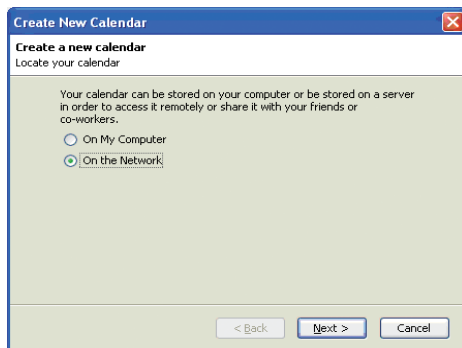 Create New Calendar
Create a new calendar
Locate your calendar
Your calendar can be stored on your computer or be stored on a server
in order to access it remotely or share it with your friends or
co-workers.
On My Computer
On the Network
< Back
Next >
Cancel